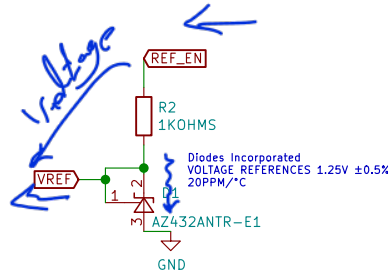 Voltage
REF_EN
R2
1KOHMS
Diodes Incorporated
VOLTAGE REFERENCES 1.25V ±0.5%
20PPM/°C
VREF
1
2
D1
AZ432ANTR-E1
3
GND